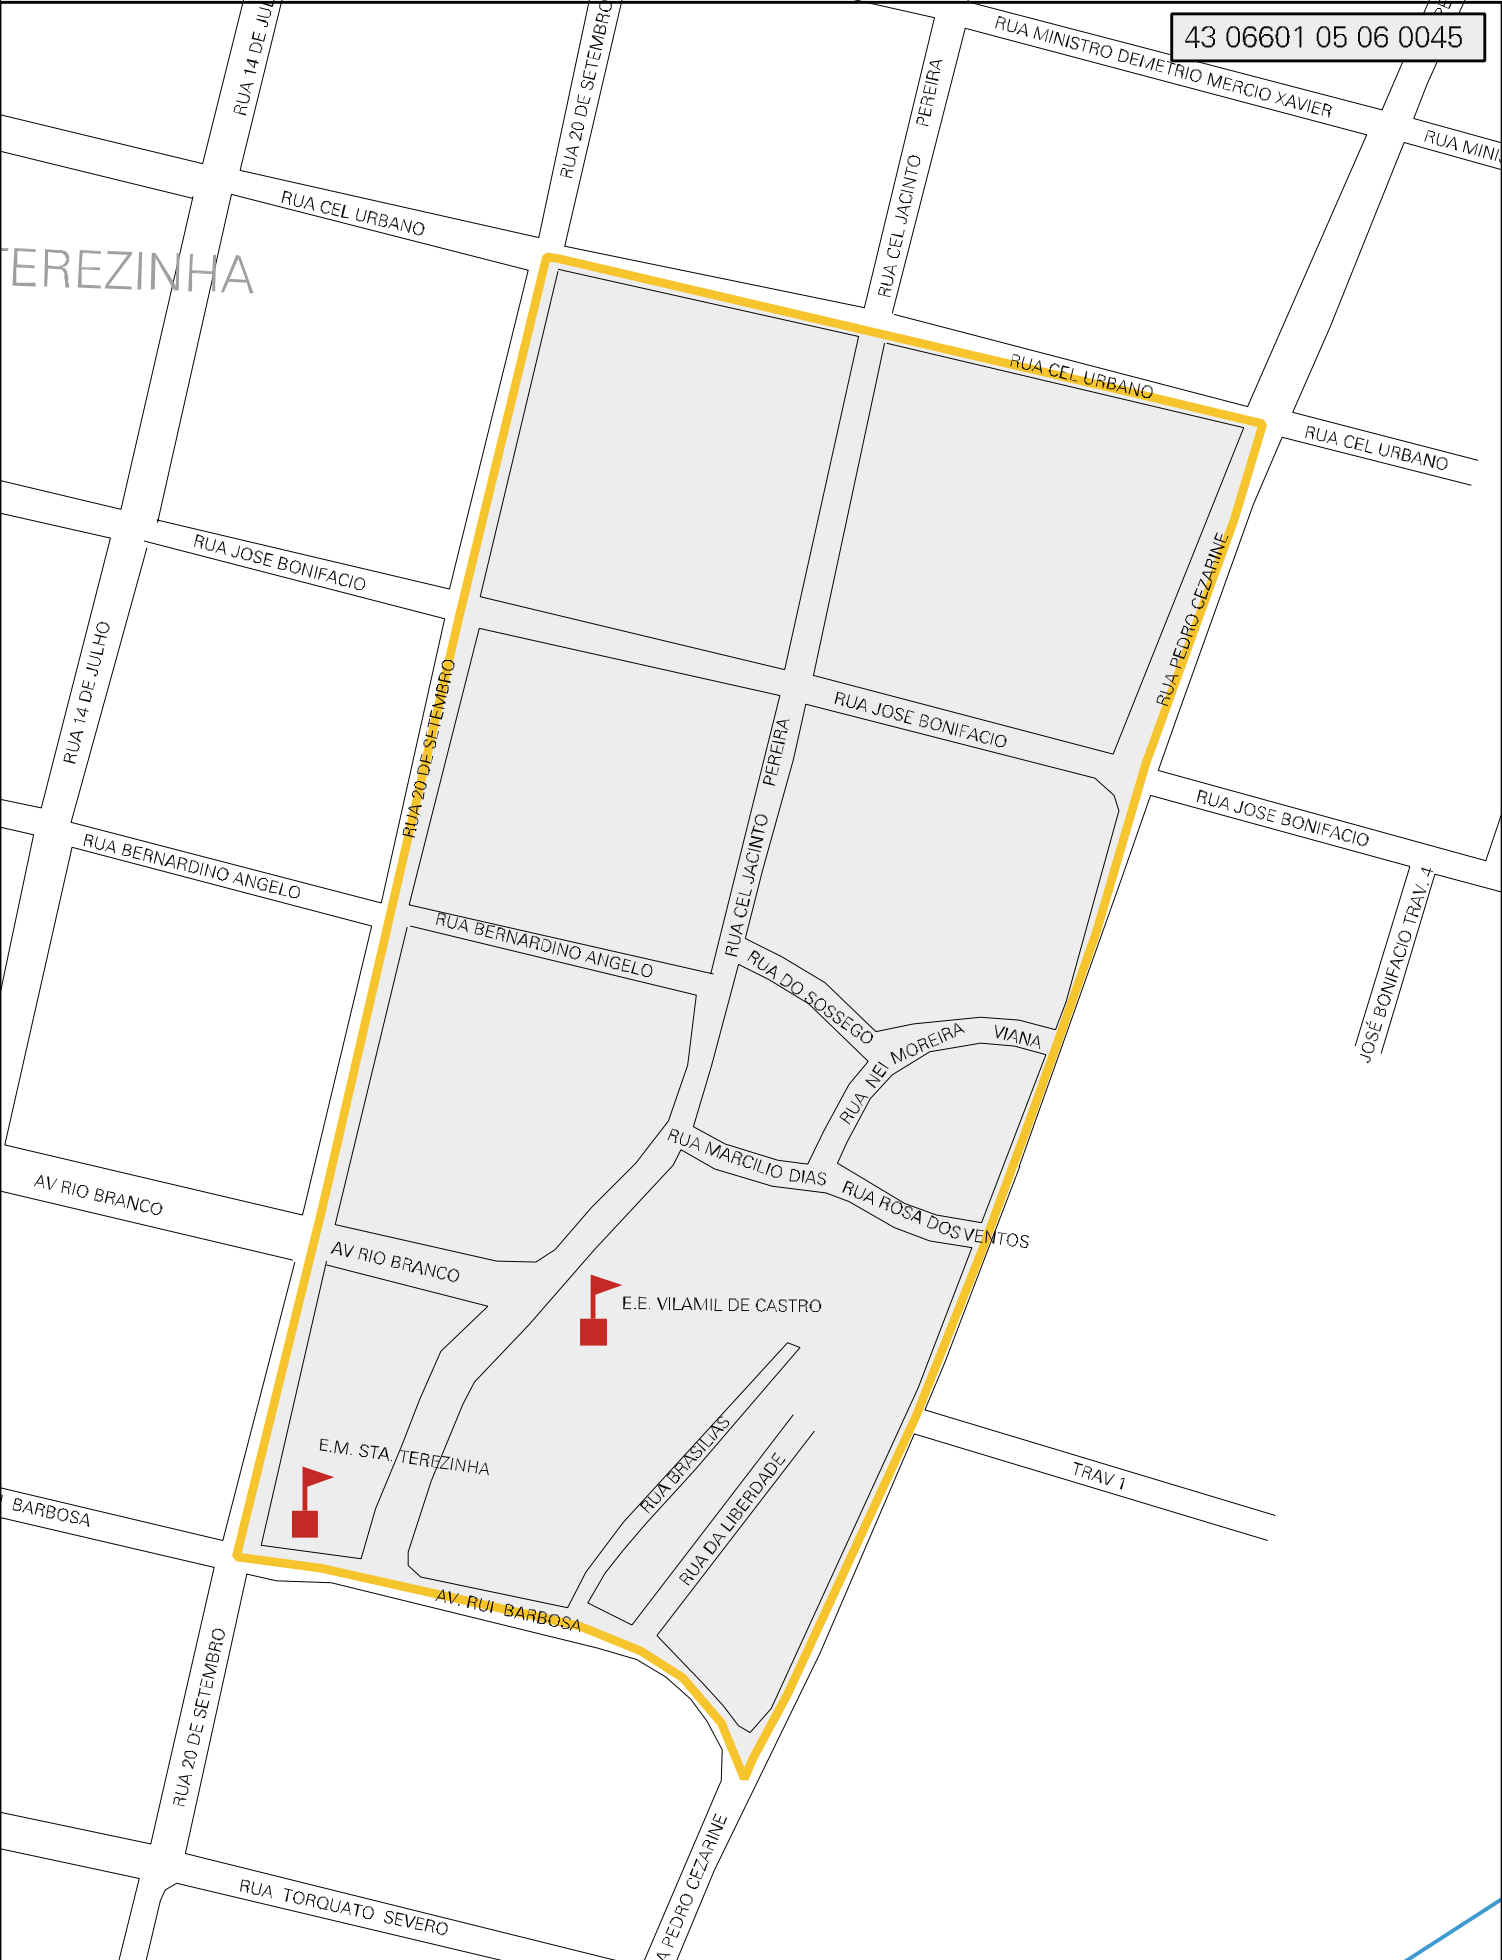 RUA 14 DE JUL
RUA 20 DE SETEMBRO
RUA CEL JACINTO PEREIRA
RUA MINISTRO DEMETRIO MERCIO XAVIER
43 06601 05 06 0045
RUA MINIS
RUA CEL URBANO
TEREZINHA
RUA CEL URBANO
RUA CEL URBANO
RUA JOSE BONIFACIO
RUA PEDRO CEZARINE
RUA 14 DE JULHO
RUA 20 DE SETEMBRO
RUA JOSE BONIFACIO
RUA CEL JACINTO PEREIRA
RUA JOSE BONIFACIO
RUA BERNARDINO ANGELO
JOSÉ BONIFACIO TRAV. 4
RUA BERNARDINO ANGELO
RUA DO SOSSEGO
RUA NEI MOREIRA VIANA
RUA MARCILIO DIAS
RUA ROSA DOS VENTOS
AV RIO BRANCO
AV RIO BRANCO
E.E. VILAMIL DE CASTRO
E.M. STA. TEREZINHA
RUA BRASILIAS
RUA DA LIBERDADE
TRAV 1
I BARBOSA
AV. RUI BARBOSA
RUA 20 DE SETEMBRO
A PEDRO CEZARINE
RUA TORQUATO SEVERO